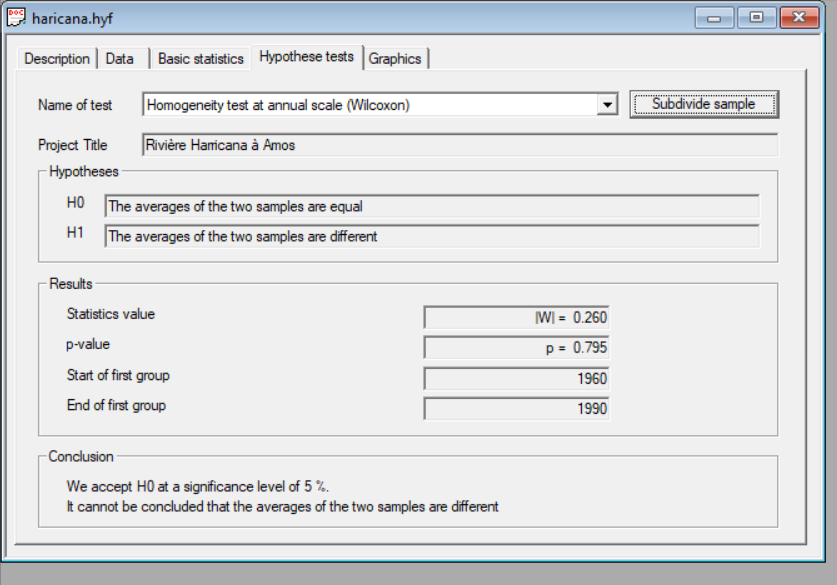 DOC
haricana.hyf
Description Data Basic statistics Hypothese tests Graphics
Name of test Homogeneity test at annual scale (Wilcoxon) Subdivide sample
Project Title Rivière Harricana à Amos
Hypotheses
H0 The averages of the two samples are equal
H1 The averages of the two samples are different
Results
Statistics value |W| = 0.260
p-value p = 0.795
Start of first group 1960
End of first group 1990
Conclusion
We accept H0 at a significance level of 5 %.
It cannot be concluded that the averages of the two samples are different